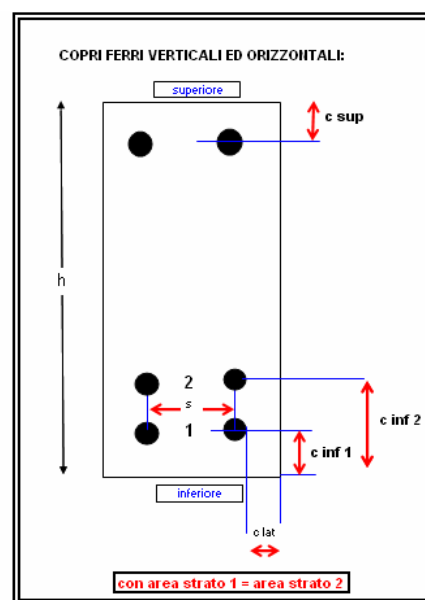 COPRI FERRI VERTICALI ED ORIZZONTALI:
superiore
c sup
h
2
s
1
c inf 2
c inf 1
inferiore
c lat
con area strato 1 = area strato 2